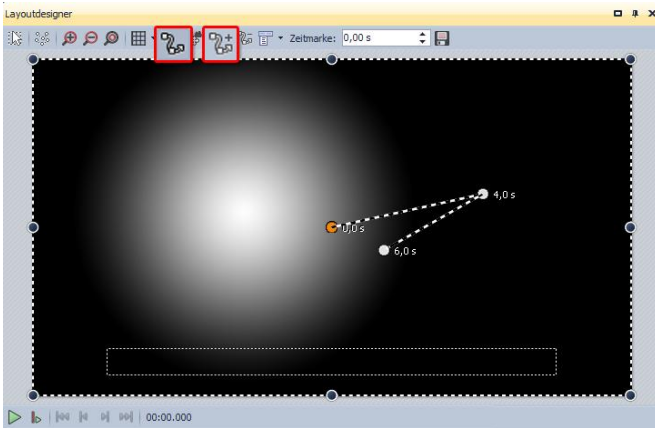 Layoutdesigner
Zeitmarke: 0,00 s
4,0 s
0,0 s
6,0 s
00:00.000